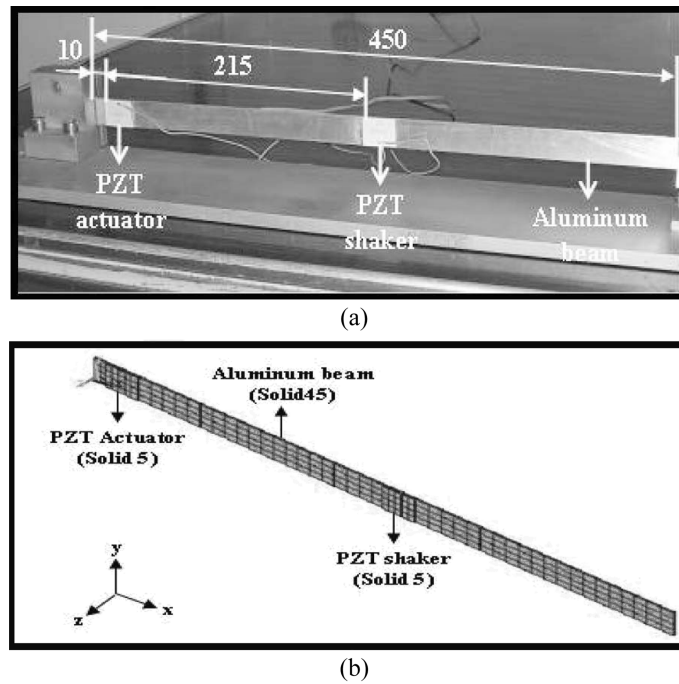 10
450
215
PZT
actuator
PZT
shaker
Aluminum
beam
(a)
Aluminum beam
(Solid45)
PZT Actuator
(Solid 5)
PZT shaker
(Solid 5)
y
z
x
(b)